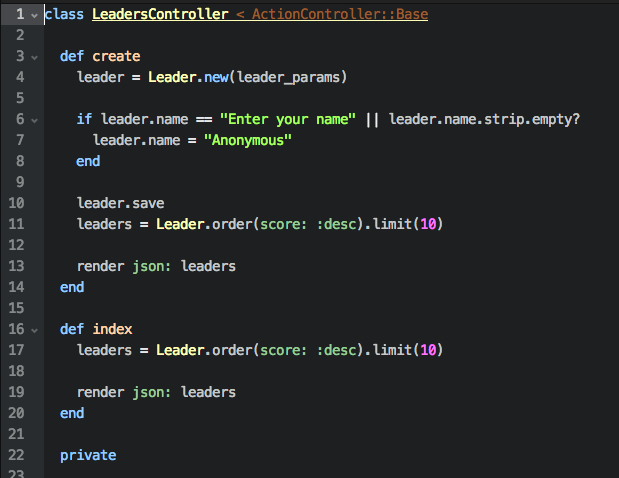 1 class LeadersController < ActionController::Base
2
3 def create
4 leader = Leader.new(leader_params)
5
6 if leader.name == "Enter your name" || leader.name.strip.empty?
7 leader.name = "Anonymous"
8 end
9
10 leader.save
11 leaders = Leader.order(score: :desc).limit(10)
12
13 render json: leaders
14 end
15
16 def index
17 leaders = Leader.order(score: :desc).limit(10)
18
19 render json: leaders
20 end
21
22 private
23